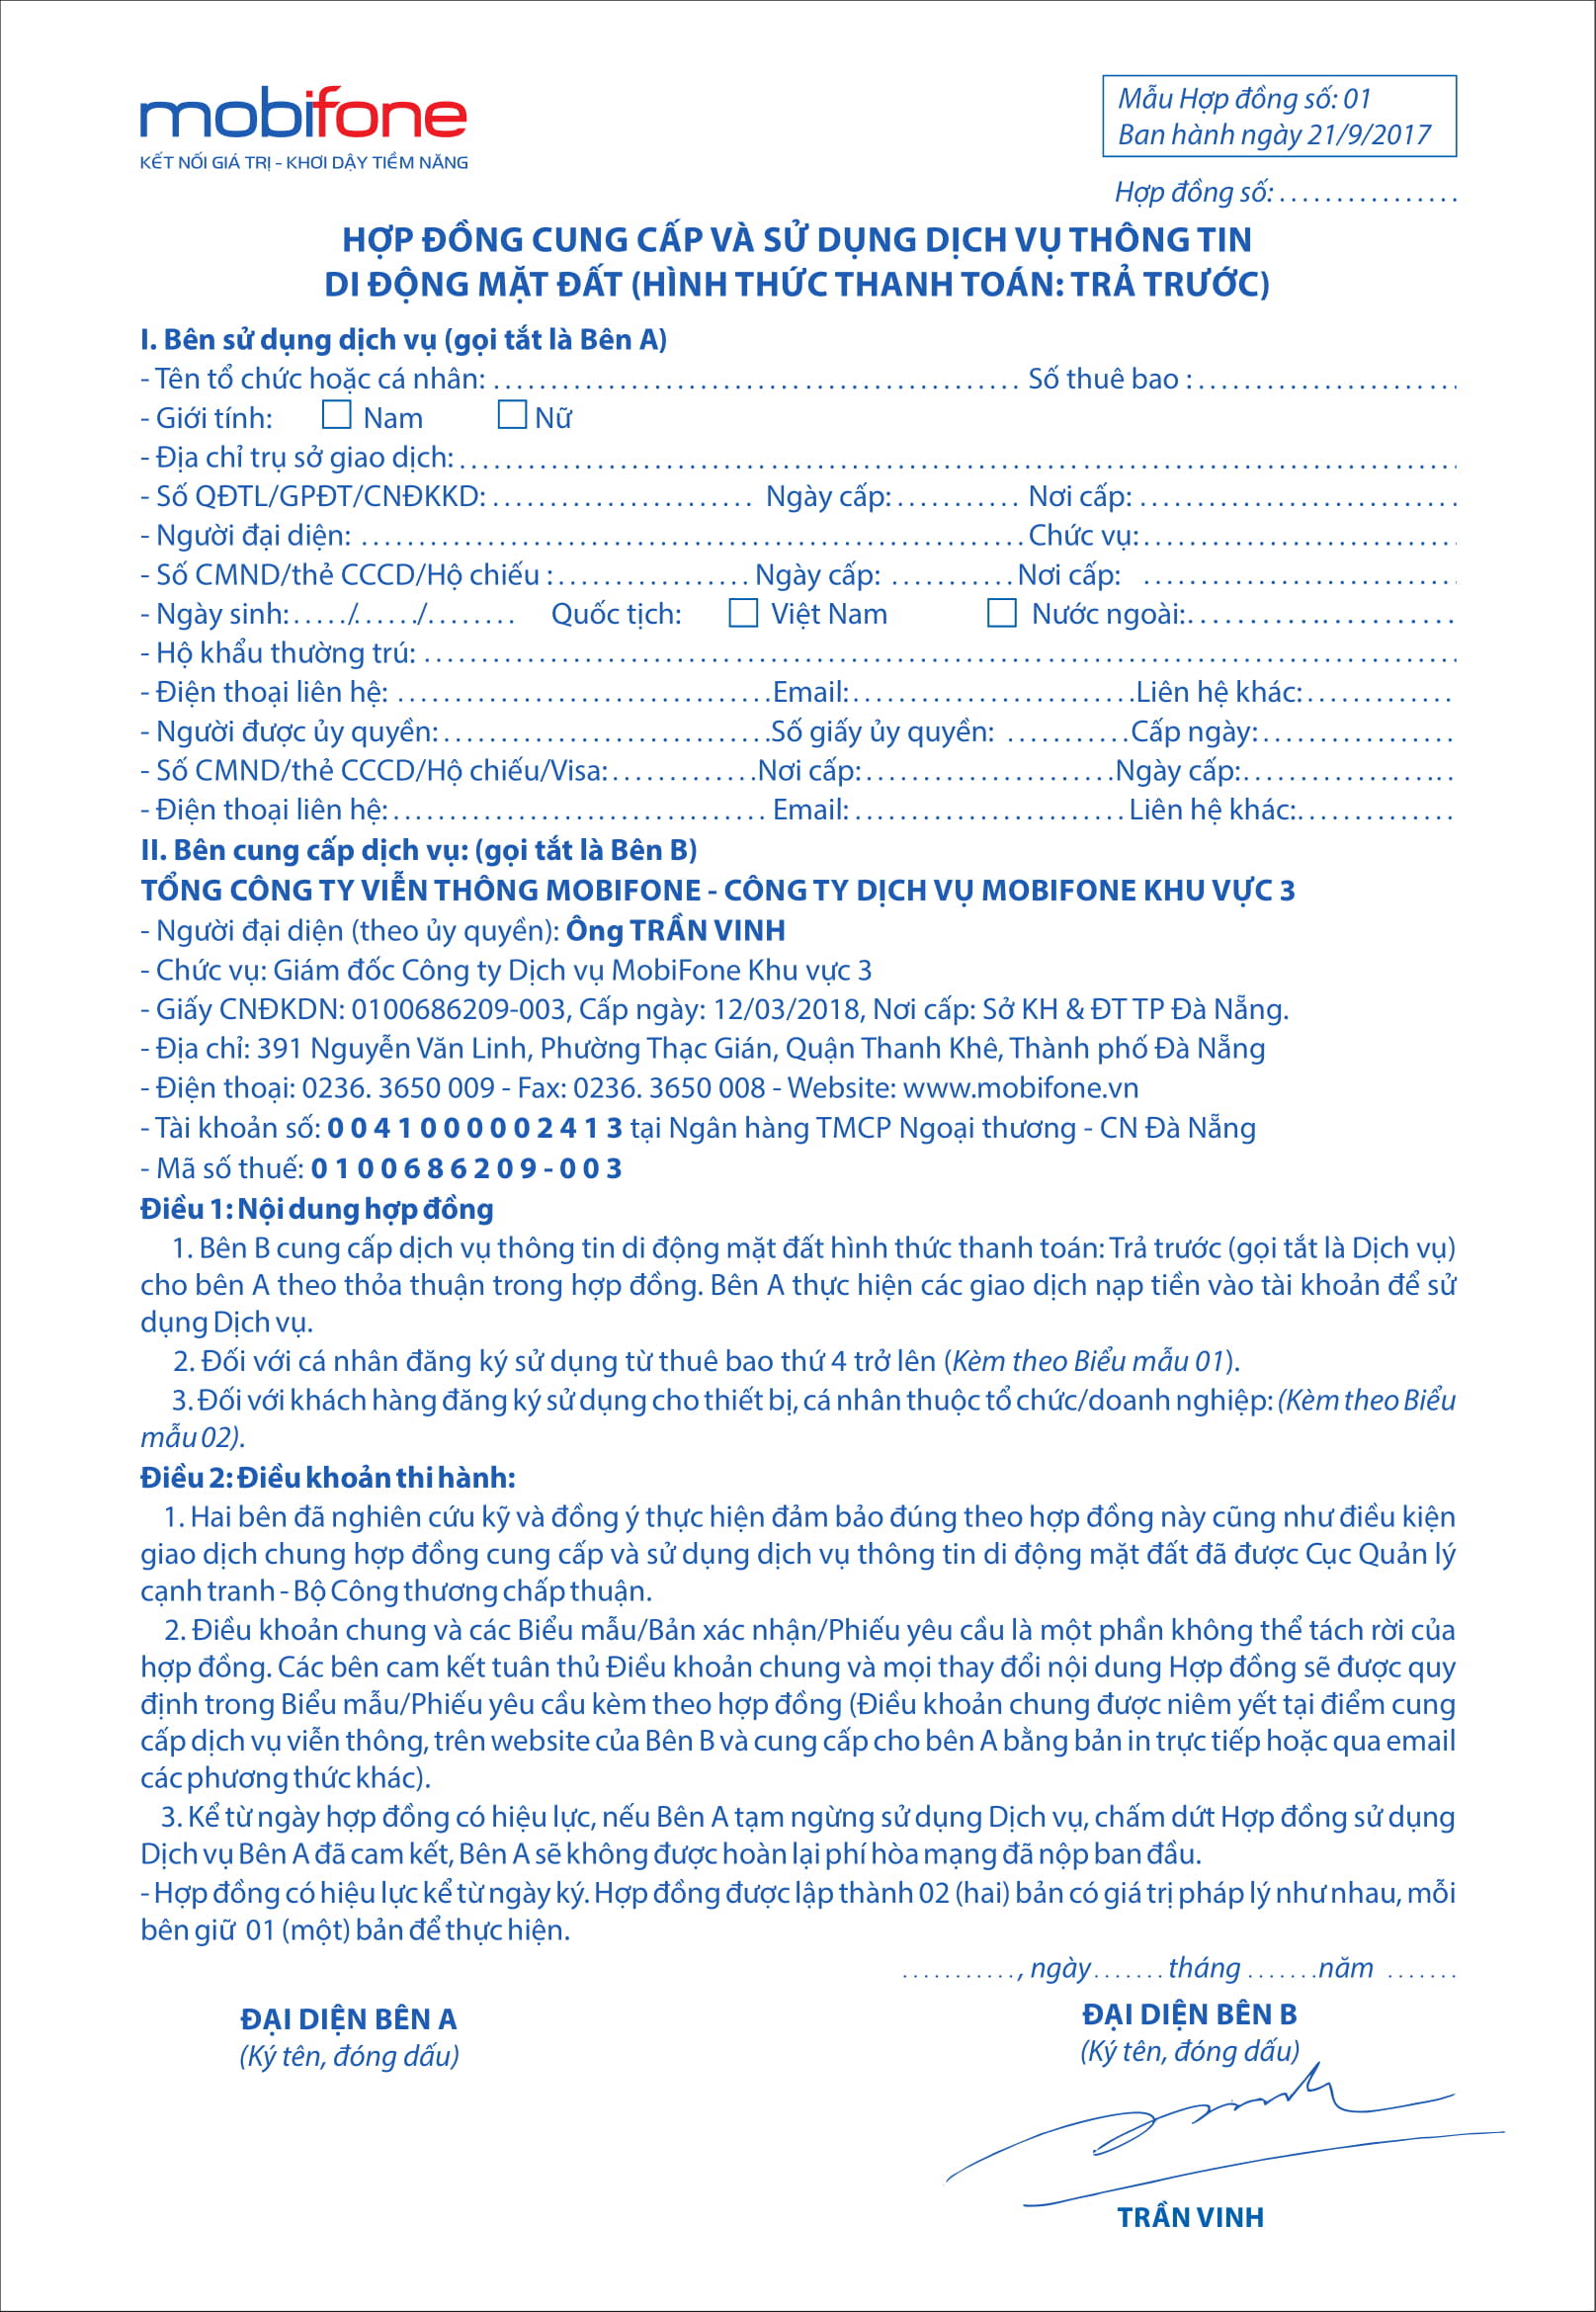 mobifone
KẾT NỐI GIÁ TRỊ - KHƠI DẬY TIỀM NĂNG
Mẫu Hợp đồng số: 01
Ban hành ngày 21/9/2017
Hợp đồng số: ................
HỢP ĐỒNG CUNG CẤP VÀ SỬ DỤNG DỊCH VỤ THÔNG TIN
DI ĐỘNG MẶT ĐẤT (HÌNH THỨC THANH TOÁN: TRẢ TRƯỚC)
I. Bên sử dụng dịch vụ (gọi tắt là Bên A)
- Tên tổ chức hoặc cá nhân: ............................................ Số thuê bao : .......................
- Giới tính: ☐ Nam ☐ Nữ
- Địa chỉ trụ sở giao dịch: ....................................................................................
- Số QĐTL/GPĐT/CNĐKKD: ....................... Ngày cấp: ........... Nơi cấp: ............................
- Người đại diện: .......................................................... Chức vụ: ............................
- Số CMND/thẻ CCCD/Hộ chiếu : ................. Ngày cấp: ........... Nơi cấp: ............................
- Ngày sinh: ...../....../........ Quốc tịch: ☐ Việt Nam ☐ Nước ngoài: ........................
- Hộ khẩu thường trú: ........................................................................................
- Điện thoại liên hệ: ................................. Email: ......................... Liên hệ khác: .............
- Người được ủy quyền: ............................. Số giấy ủy quyền: ........... Cấp ngày: .................
- Số CMND/thẻ CCCD/Hộ chiếu/Visa: ............. Nơi cấp: ...................... Ngày cấp: ...................
- Điện thoại liên hệ: ................................. Email: ........................ Liên hệ khác: ..............
II. Bên cung cấp dịch vụ: (gọi tắt là Bên B)
TỔNG CÔNG TY VIỄN THÔNG MOBIFONE - CÔNG TY DỊCH VỤ MOBIFONE KHU VỰC 3
- Người đại diện (theo ủy quyền): Ông TRẦN VINH
- Chức vụ: Giám đốc Công ty Dịch vụ MobiFone Khu vực 3
- Giấy CNĐKDN: 0100686209-003, Cấp ngày: 12/03/2018, Nơi cấp: Sở KH & ĐT TP Đà Nẵng.
- Địa chỉ: 391 Nguyễn Văn Linh, Phường Thạc Gián, Quận Thanh Khê, Thành phố Đà Nẵng
- Điện thoại: 0236. 3650 009 - Fax: 0236. 3650 008 - Website: www.mobifone.vn
- Tài khoản số: 0 0 4 1 0 0 0 0 0 2 4 1 3 tại Ngân hàng TMCP Ngoại thương - CN Đà Nẵng
- Mã số thuế: 0 1 0 0 6 8 6 2 0 9 - 0 0 3
Điều 1: Nội dung hợp đồng
1. Bên B cung cấp dịch vụ thông tin di động mặt đất hình thức thanh toán: Trả trước (gọi tắt là Dịch vụ)
cho bên A theo thỏa thuận trong hợp đồng. Bên A thực hiện các giao dịch nạp tiền vào tài khoản để sử
dụng Dịch vụ.
2. Đối với cá nhân đăng ký sử dụng từ thuê bao thứ 4 trở lên (Kèm theo Biểu mẫu 01).
3. Đối với khách hàng đăng ký sử dụng cho thiết bị, cá nhân thuộc tổ chức/doanh nghiệp: (Kèm theo Biểu
mẫu 02).
Điều 2: Điều khoản thi hành:
1. Hai bên đã nghiên cứu kỹ và đồng ý thực hiện đảm bảo đúng theo hợp đồng này cũng như điều kiện
giao dịch chung hợp đồng cung cấp và sử dụng dịch vụ thông tin di động mặt đất đã được Cục Quản lý
cạnh tranh - Bộ Công thương chấp thuận.
2. Điều khoản chung và các Biểu mẫu/Bản xác nhận/Phiếu yêu cầu là một phần không thể tách rời của
hợp đồng. Các bên cam kết tuân thủ Điều khoản chung và mọi thay đổi nội dung Hợp đồng sẽ được quy
định trong Biểu mẫu/Phiếu yêu cầu kèm theo hợp đồng (Điều khoản chung được niêm yết tại điểm cung
cấp dịch vụ viễn thông, trên website của Bên B và cung cấp cho bên A bằng bản in trực tiếp hoặc qua email
các phương thức khác).
3. Kể từ ngày hợp đồng có hiệu lực, nếu Bên A tạm ngừng sử dụng Dịch vụ, chấm dứt Hợp đồng sử dụng
Dịch vụ Bên A đã cam kết, Bên A sẽ không được hoàn lại phí hòa mạng đã nộp ban đầu.
- Hợp đồng có hiệu lực kể từ ngày ký. Hợp đồng được lập thành 02 (hai) bản có giá trị pháp lý như nhau, mỗi
bên giữ 01 (một) bản để thực hiện.
..........., ngày ....... tháng ....... năm .......
ĐẠI DIỆN BÊN A
(Ký tên, đóng dấu)
ĐẠI DIỆN BÊN B
(Ký tên, đóng dấu)
TRẦN VINH